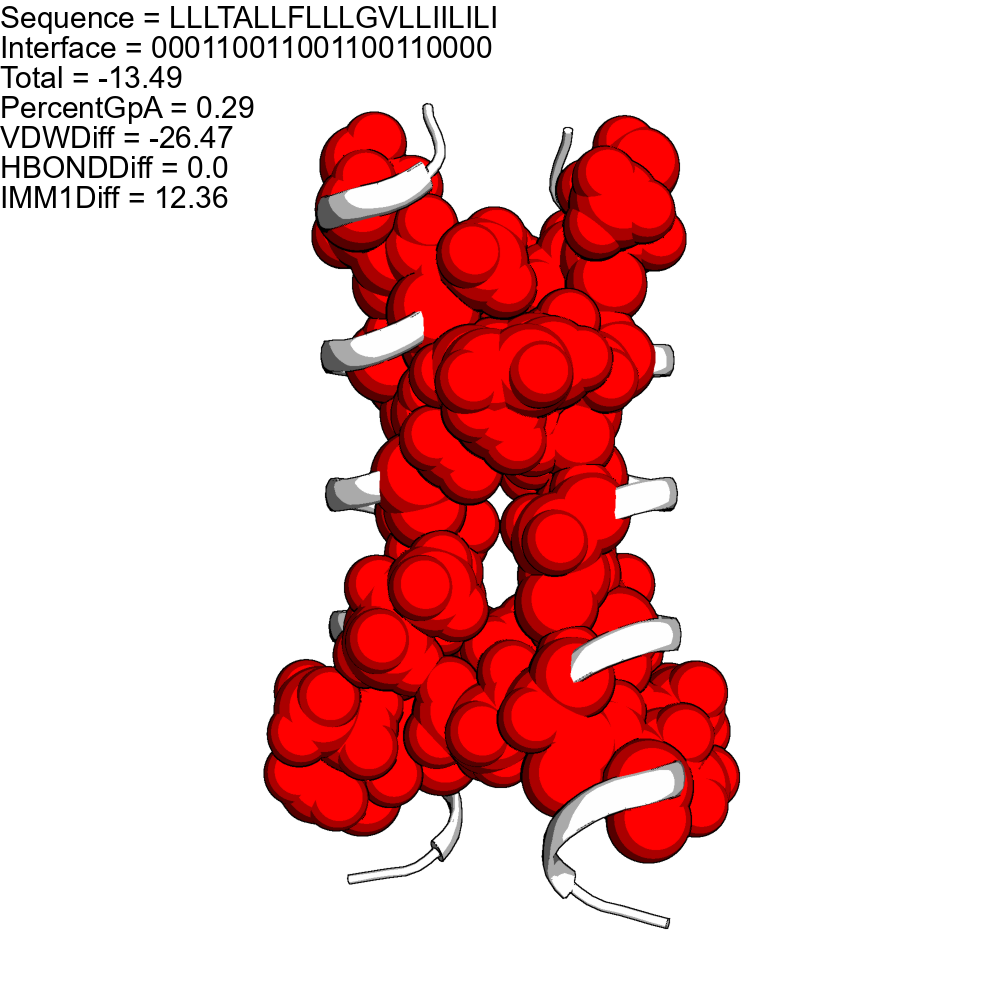 Sequence = LLLTALLFLLLGVLLIILILI
Interface = 000110011001100110000
Total = -13.49
PercentGpA = 0.29
VDWDiff = -26.47
HBONDDiff = 0.0
IMM1Diff = 12.36